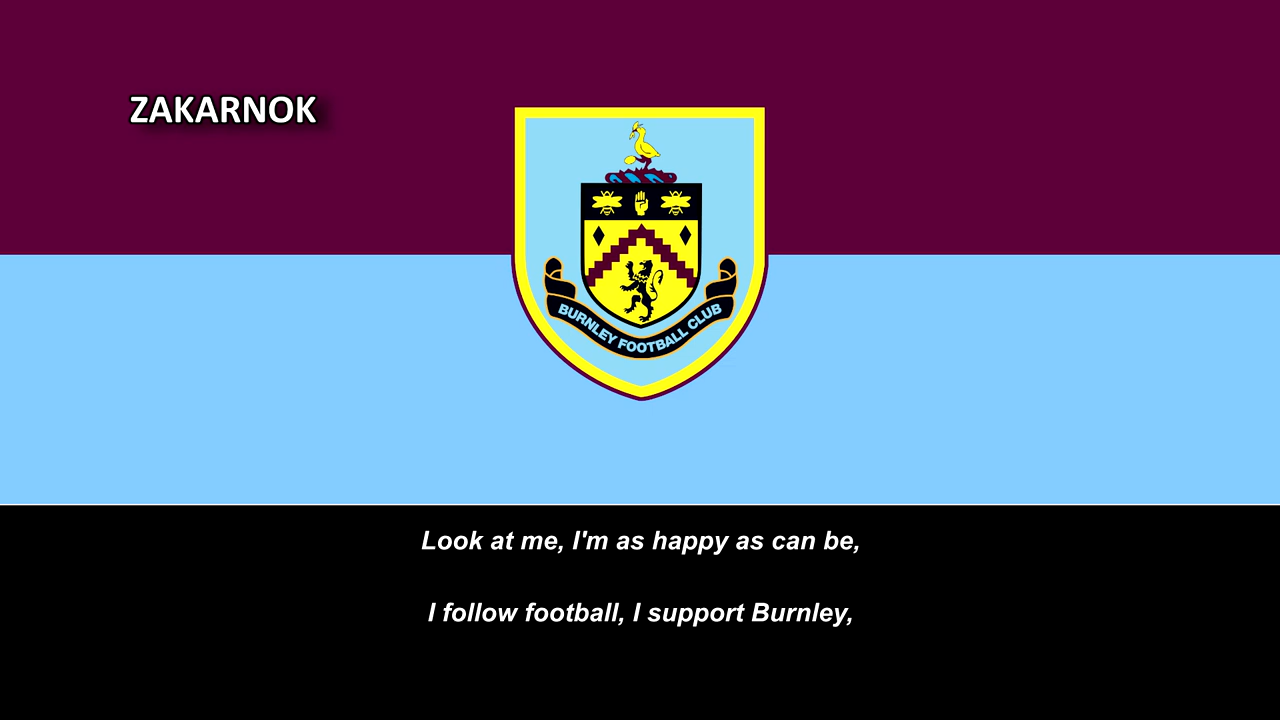 ZAKARNOK
BURNLEY FOOTBALL CLUB
Look at me, I'm as happy as can be,
I follow football, I support Burnley,